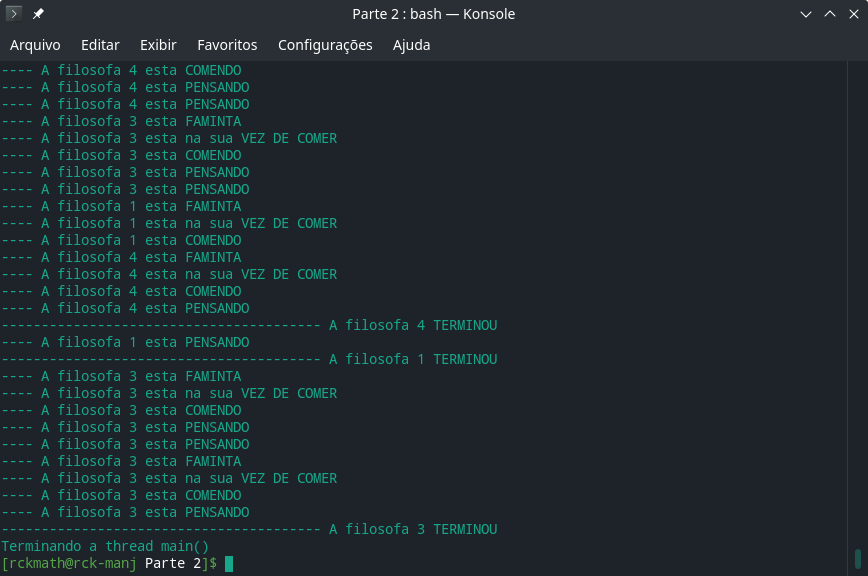 Parte 2 : bash — Konsole
Arquivo Editar Exibir Favoritos Configurações Ajuda
---- A filosofa 4 esta COMENDO
---- A filosofa 4 esta PENSANDO
---- A filosofa 4 esta PENSANDO
---- A filosofa 3 esta FAMINTA
---- A filosofa 3 esta na sua VEZ DE COMER
---- A filosofa 3 esta COMENDO
---- A filosofa 3 esta PENSANDO
---- A filosofa 3 esta PENSANDO
---- A filosofa 1 esta FAMINTA
---- A filosofa 1 esta na sua VEZ DE COMER
---- A filosofa 1 esta COMENDO
---- A filosofa 4 esta FAMINTA
---- A filosofa 4 esta na sua VEZ DE COMER
---- A filosofa 4 esta COMENDO
---- A filosofa 4 esta PENSANDO
---------------------------------------- A filosofa 4 TERMINOU
---- A filosofa 1 esta PENSANDO
---------------------------------------- A filosofa 1 TERMINOU
---- A filosofa 3 esta FAMINTA
---- A filosofa 3 esta na sua VEZ DE COMER
---- A filosofa 3 esta COMENDO
---- A filosofa 3 esta PENSANDO
---- A filosofa 3 esta PENSANDO
---- A filosofa 3 esta FAMINTA
---- A filosofa 3 esta na sua VEZ DE COMER
---- A filosofa 3 esta COMENDO
---- A filosofa 3 esta PENSANDO
---------------------------------------- A filosofa 3 TERMINOU
Terminando a thread main()
[rckmath@rck-manj Parte 2]$